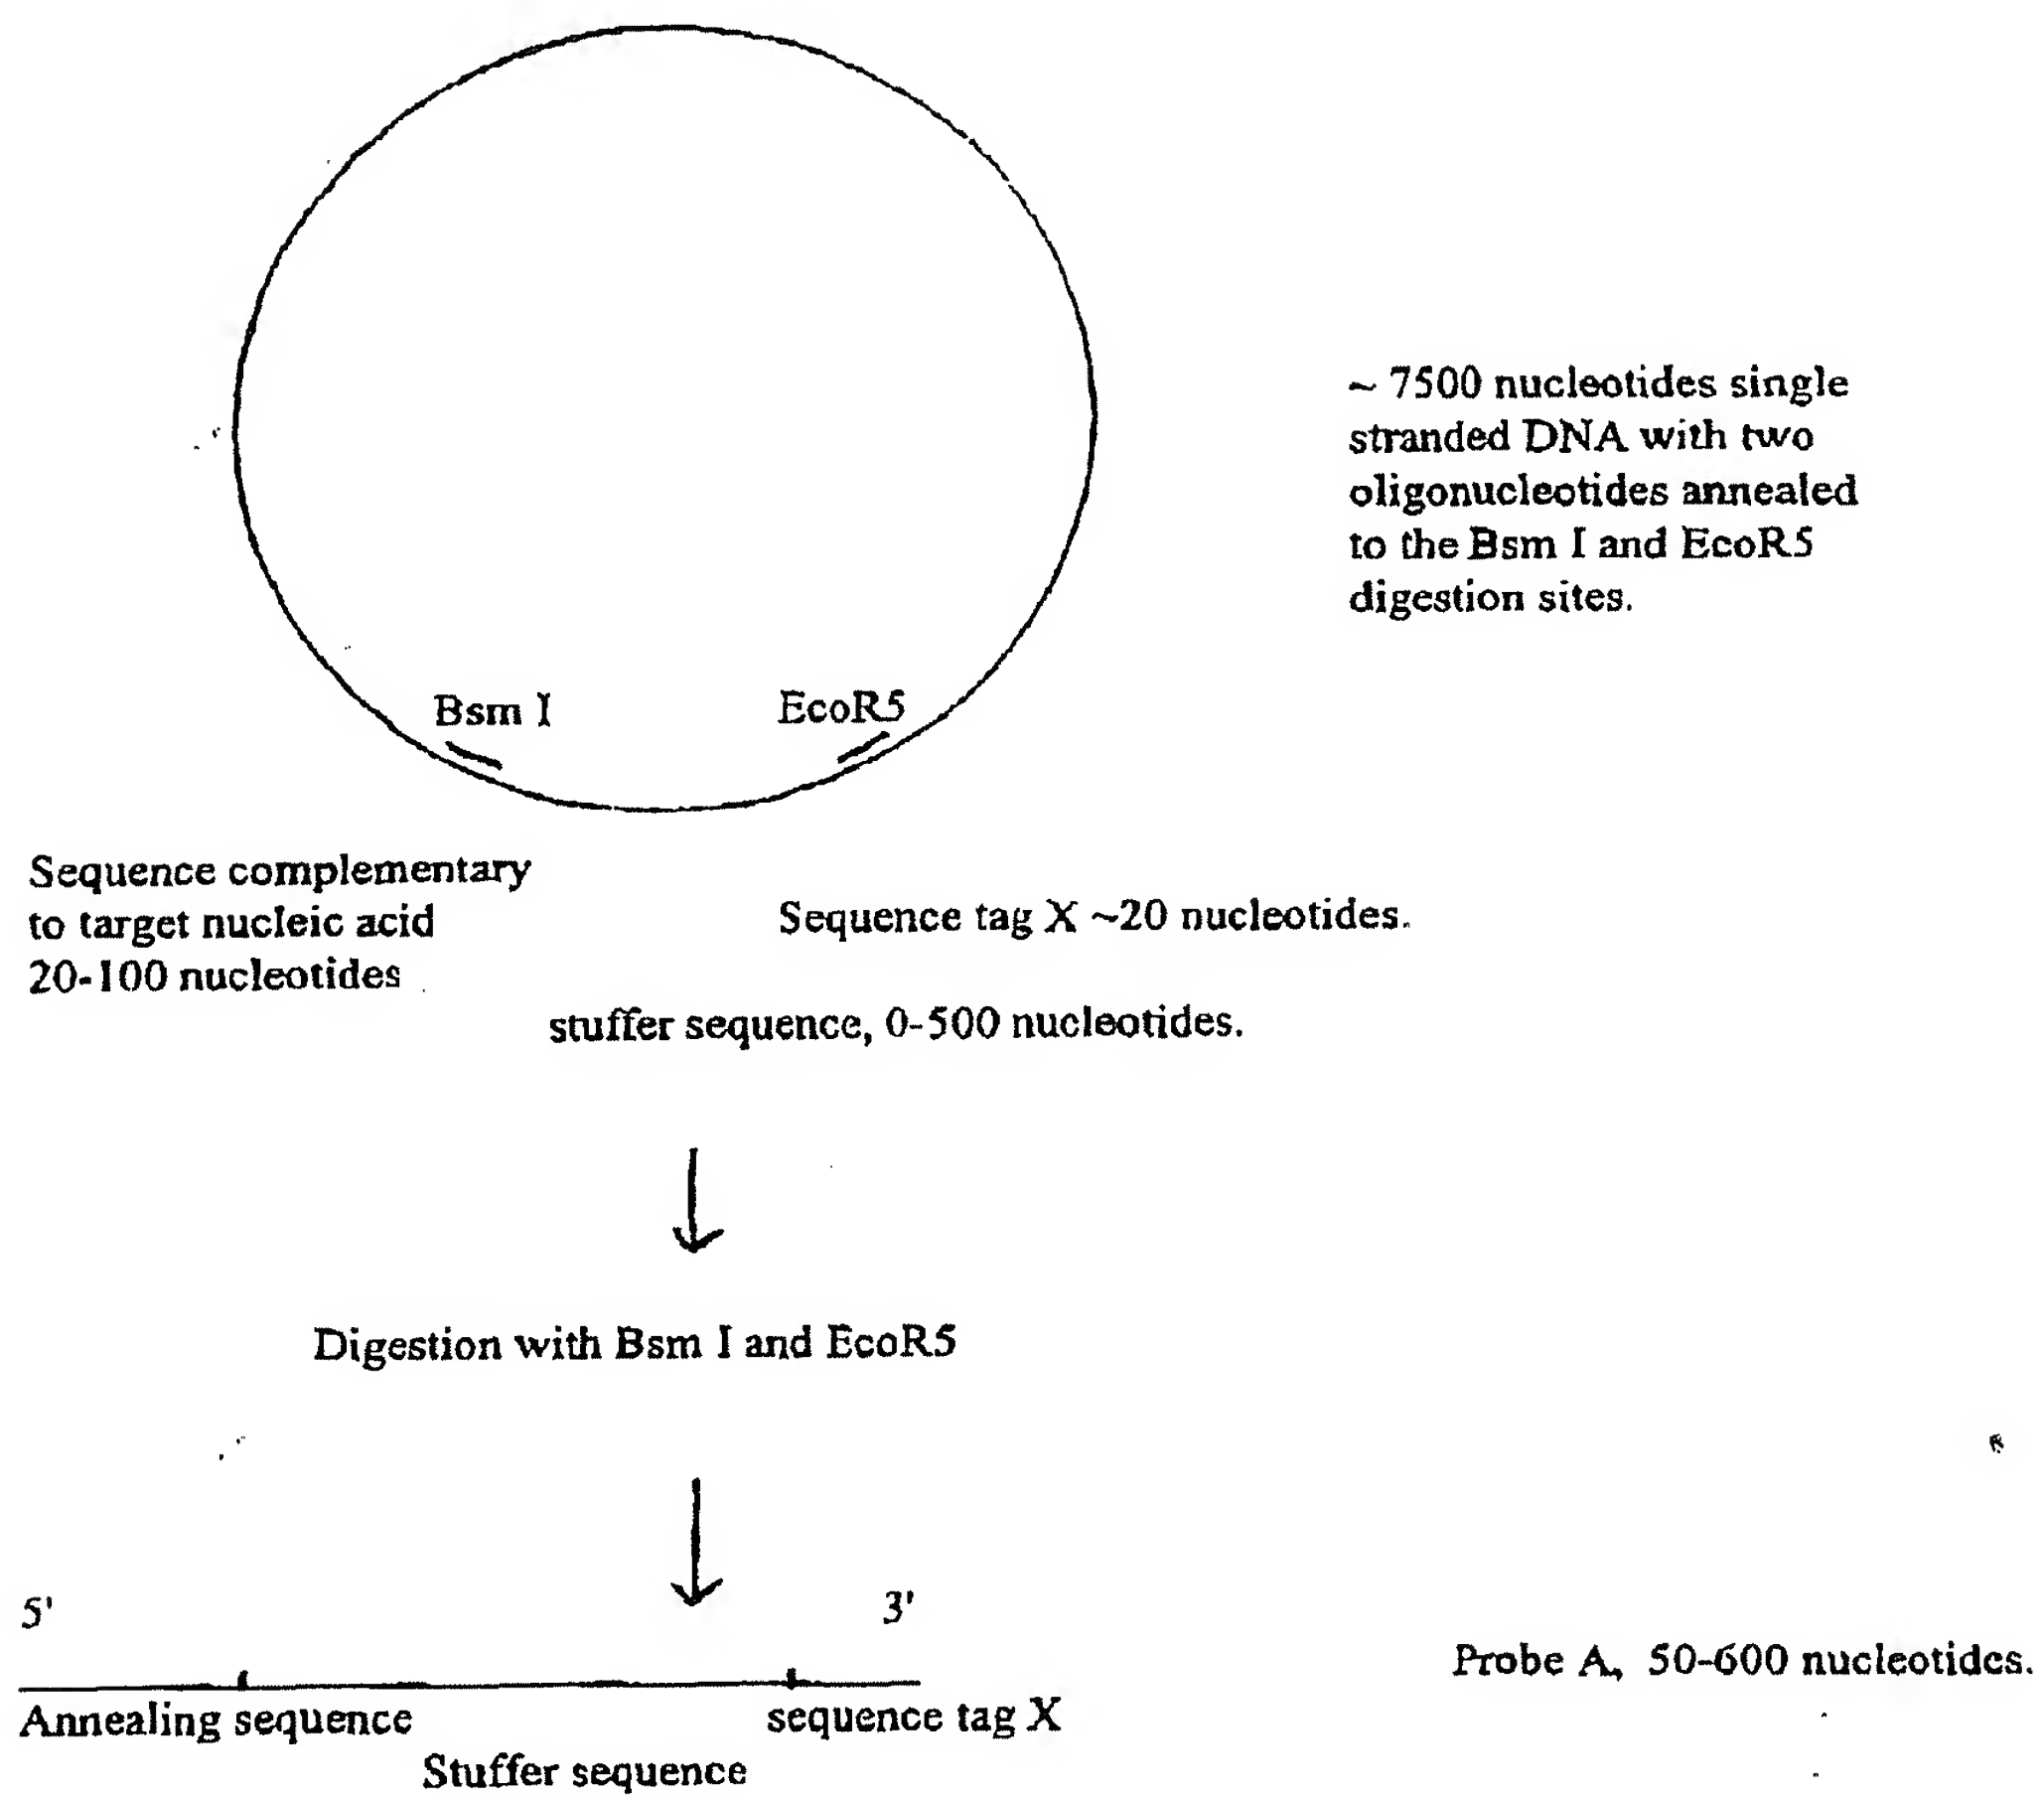 ~ 7500 nucleotides single
stranded DNA with two
oligonucleotides annealed
to the Bsm I and EcoR5
digestion sites.
Bsm I
EcoR5
Sequence complementary
to target nucleic acid
20-100 nucleotides
Sequence tag X ~20 nucleotides.
stuffer sequence, 0-500 nucleotides.
Digestion with Bsm I and EcoR5
5'
3'
Probe A, 50-600 nucleotides.
Annealing sequence
sequence tag X
Stuffer sequence